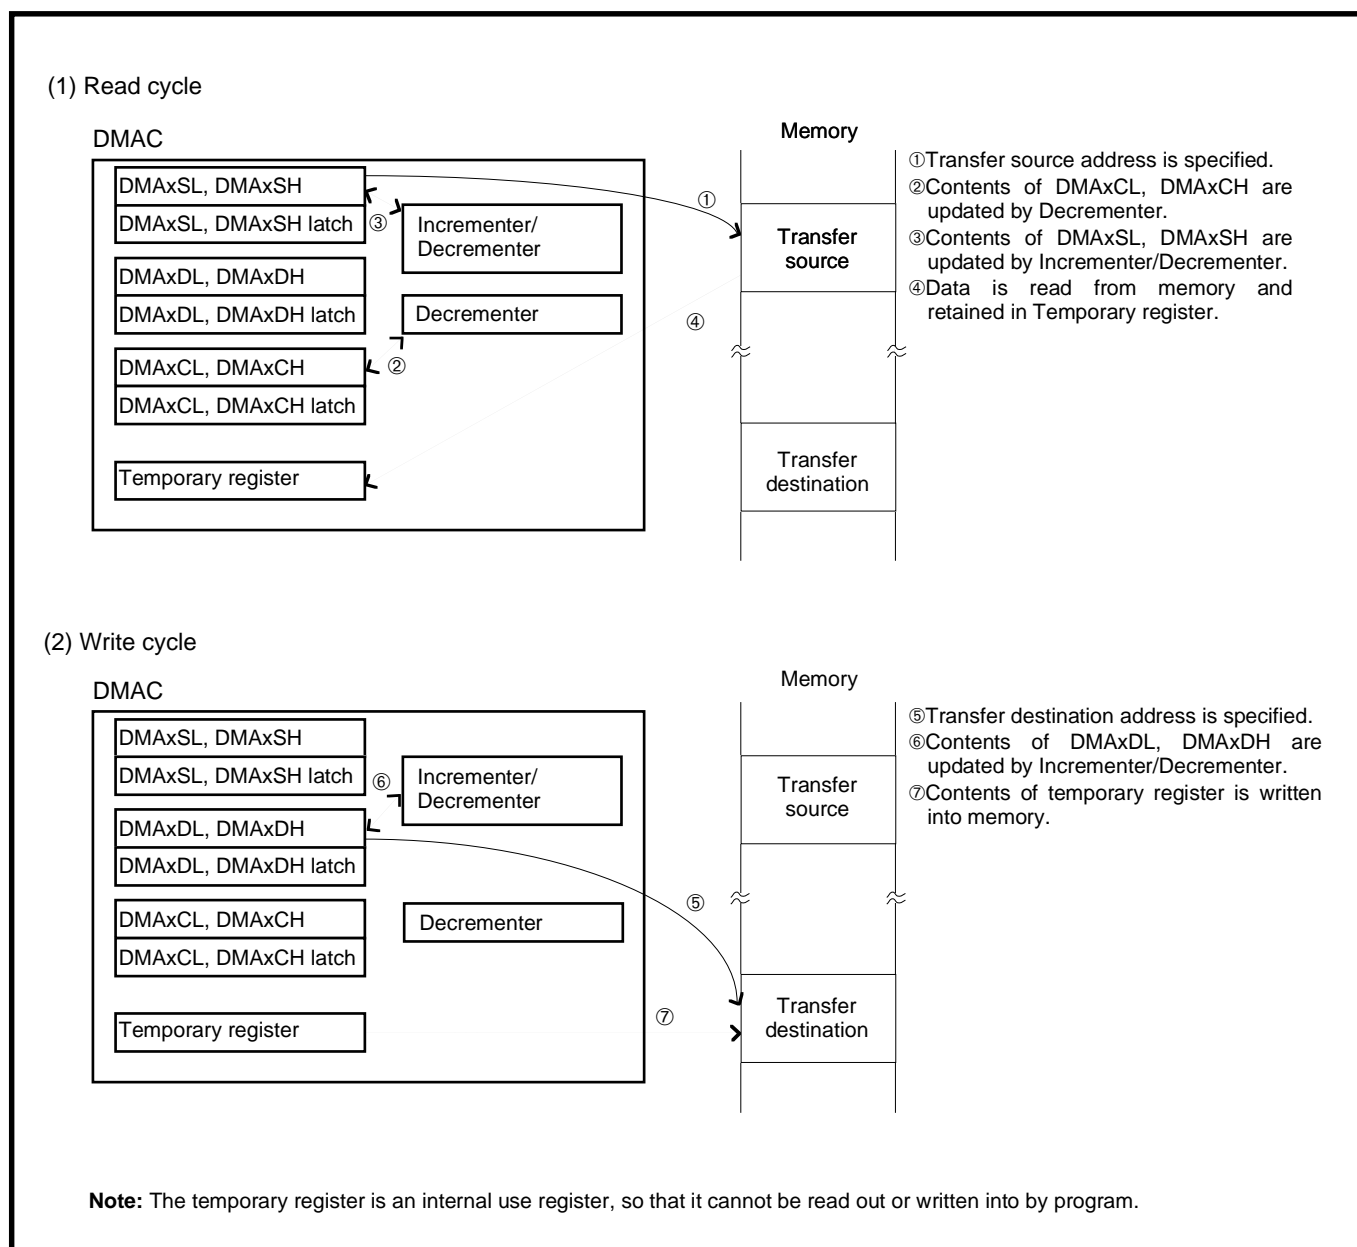 (1) Read cycle
DMAC
Memory
DMAxSL, DMAxSH
DMAxSL, DMAxSH latch
③
Incrementer/
Decrementer
DMAxDL, DMAxDH
DMAxDL, DMAxDH latch
Decrementer
DMAxCL, DMAxCH
②
DMAxCL, DMAxCH latch
Temporary register
①
④
Transfer
source
Transfer
destination
①Transfer source address is specified.
②Contents of DMAxCL, DMAxCH are
updated by Decrementer.
③Contents of DMAxSL, DMAxSH are
updated by Incrementer/Decrementer.
④Data is read from memory and
retained in Temporary register.
(2) Write cycle
DMAC
Memory
DMAxSL, DMAxSH
DMAxSL, DMAxSH latch
⑥
Incrementer/
Decrementer
DMAxDL, DMAxDH
DMAxDL, DMAxDH latch
DMAxCL, DMAxCH
Decrementer
DMAxCL, DMAxCH latch
Temporary register
⑤
⑦
Transfer
source
Transfer
destination
⑤Transfer destination address is specified.
⑥Contents of DMAxDL, DMAxDH are
updated by Incrementer/Decrementer.
⑦Contents of temporary register is written
into memory.
Note: The temporary register is an internal use register, so that it cannot be read out or written into by program.